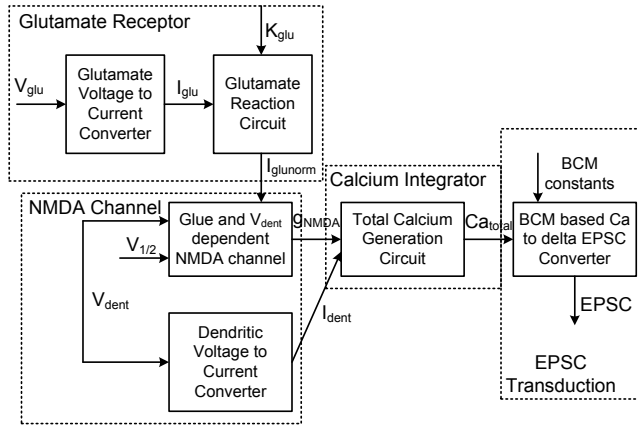 Glutamate Receptor
K_glu
V_glu
Glutamate
Voltage to
Current
Converter
I_glu
Glutamate
Reaction
Circuit
I_glunorm
NMDA Channel
Glue and V_dent
dependent
NMDA channel
V_1/2
V_dent
g_NMDA
Dendritic
Voltage to
Current
Converter
I_dent
Calcium Integrator
Total Calcium
Generation
Circuit
Ca_total
BCM
constants
BCM based Ca
to delta EPSC
Converter
EPSC
EPSC
Transduction